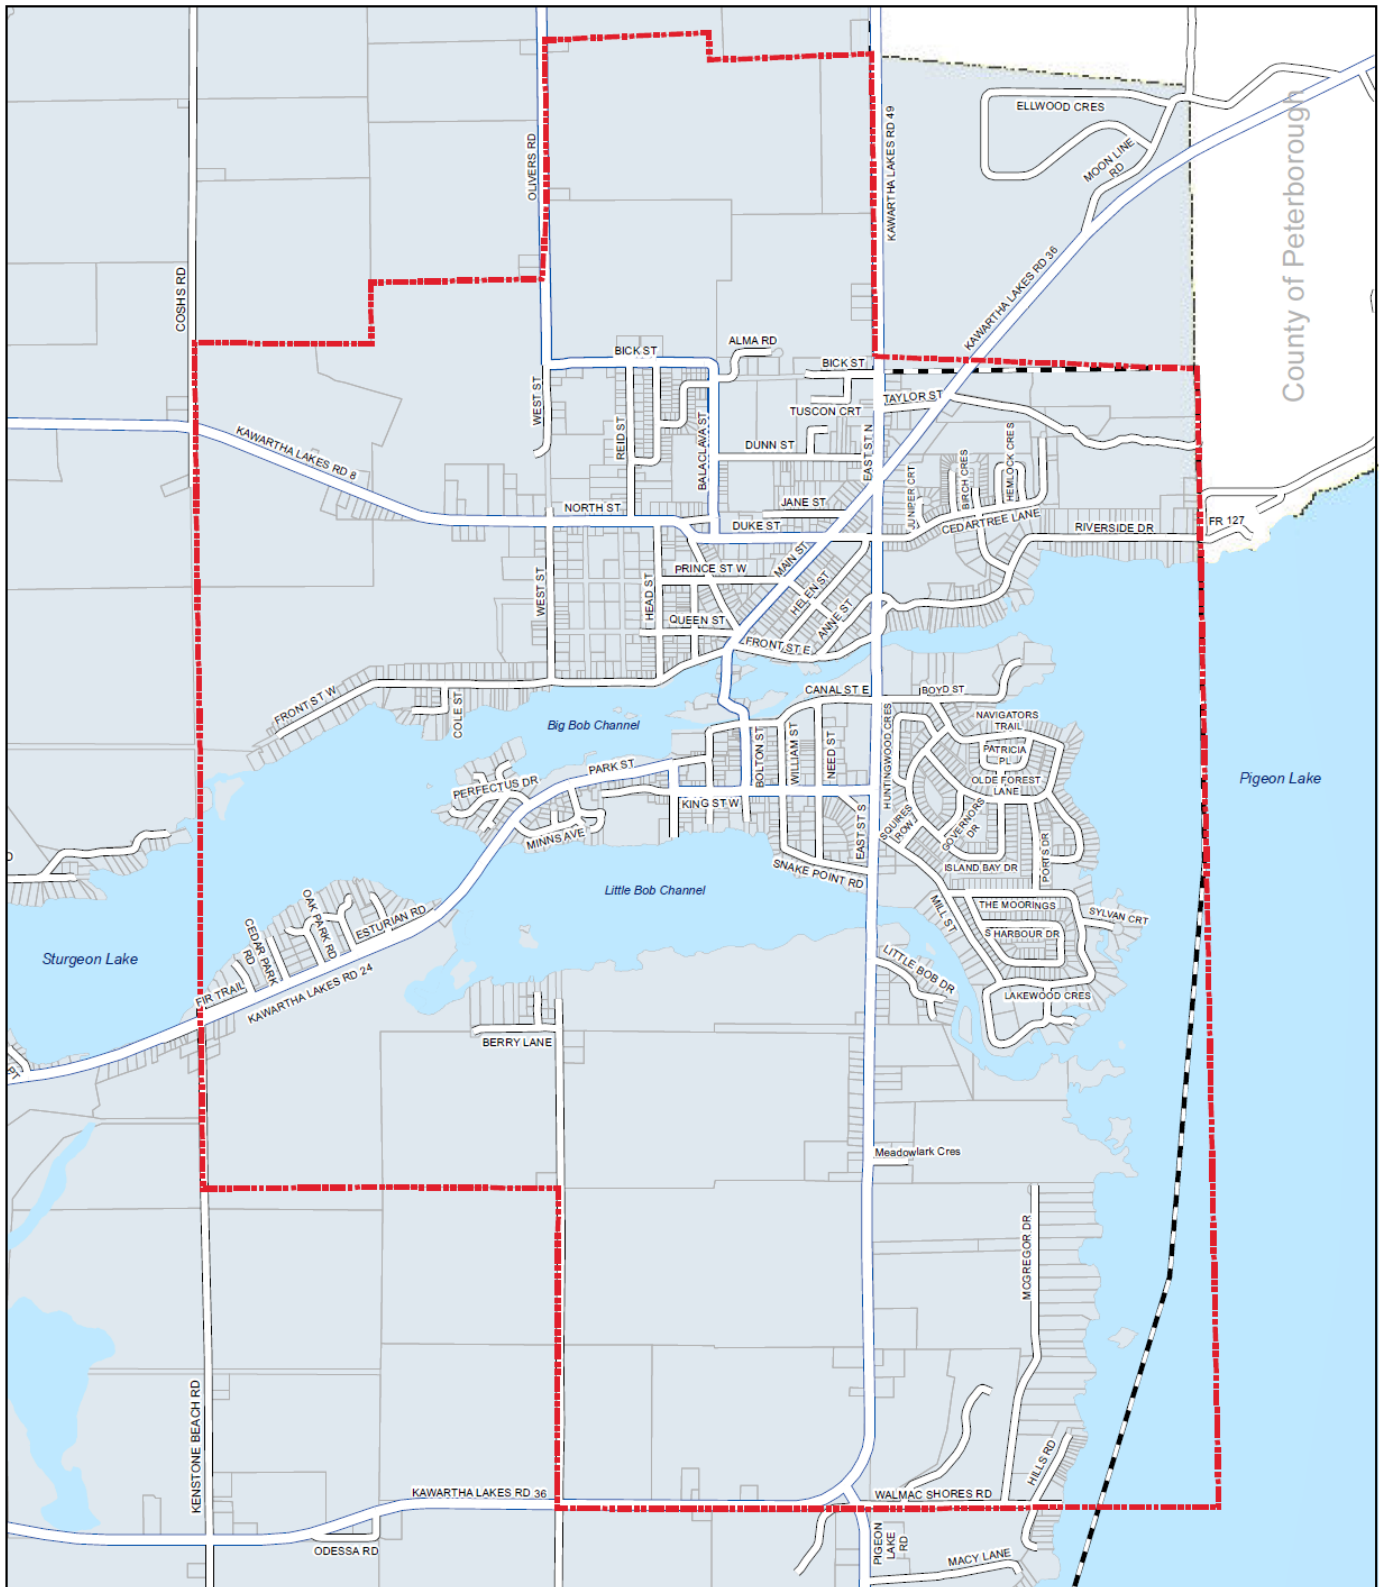 ELLWOOD CRES
MOON LINE
RD
County of Peterborough
OLIVERS RD
KAWARTHA LAKES RD 49
COSHS RD
KAWARTHA LAKES RD 36
BICK ST
ALMA RD
BICK ST
WEST ST
TAYLOR ST
TUSCON CRT
REID ST
BALACLAVA ST
DUNN ST
EAST ST N
KAWARTHA LAKES RD 8
HEMLOCK CRES
BIRCH CRES
JUNIPER CRT
NORTH ST
JANE ST
DUKE ST
CEDARTREE LANE
RIVERSIDE DR
FR 127
MAIN ST
PRINCE ST W
WEST ST
HEAD ST
HELEN ST
ANNE ST
QUEEN ST
FRONT ST E
FRONT ST W
COLE ST
CANAL ST E
BOYD ST
Big Bob Channel
NAVIGATORS
TRAIL
PATRICIA
PL
BOLTON ST
WILLIAM ST
NEED ST
HUNTINGWOOD CRES
PARK ST
PERFECTUS DR
OLDE FOREST
LANE
Pigeon Lake
KING ST W
MINNS AVE
EAST ST S
SQUIRES
ROW
GOVERNORS
DR
PORTS DR
ISLAND BAY DR
SNAKE POINT RD
Little Bob Channel
MILL ST
THE MOORINGS
SYLVAN CRT
S HARBOUR DR
OAK PARK RD
ESTURIAN RD
CEDAR PARK
RD
Sturgeon Lake
FIR TRAIL
KAWARTHA LAKES RD 24
LITTLE BOB DR
LAKEWOOD CRES
BERRY LANE
Meadowlark Cres
MCGREGOR DR
KENSTONE BEACH RD
HILLS RD
KAWARTHA LAKES RD 36
WALMAC SHORES RD
ODESSA RD
PIGEON
LAKE
RD
MACY LANE